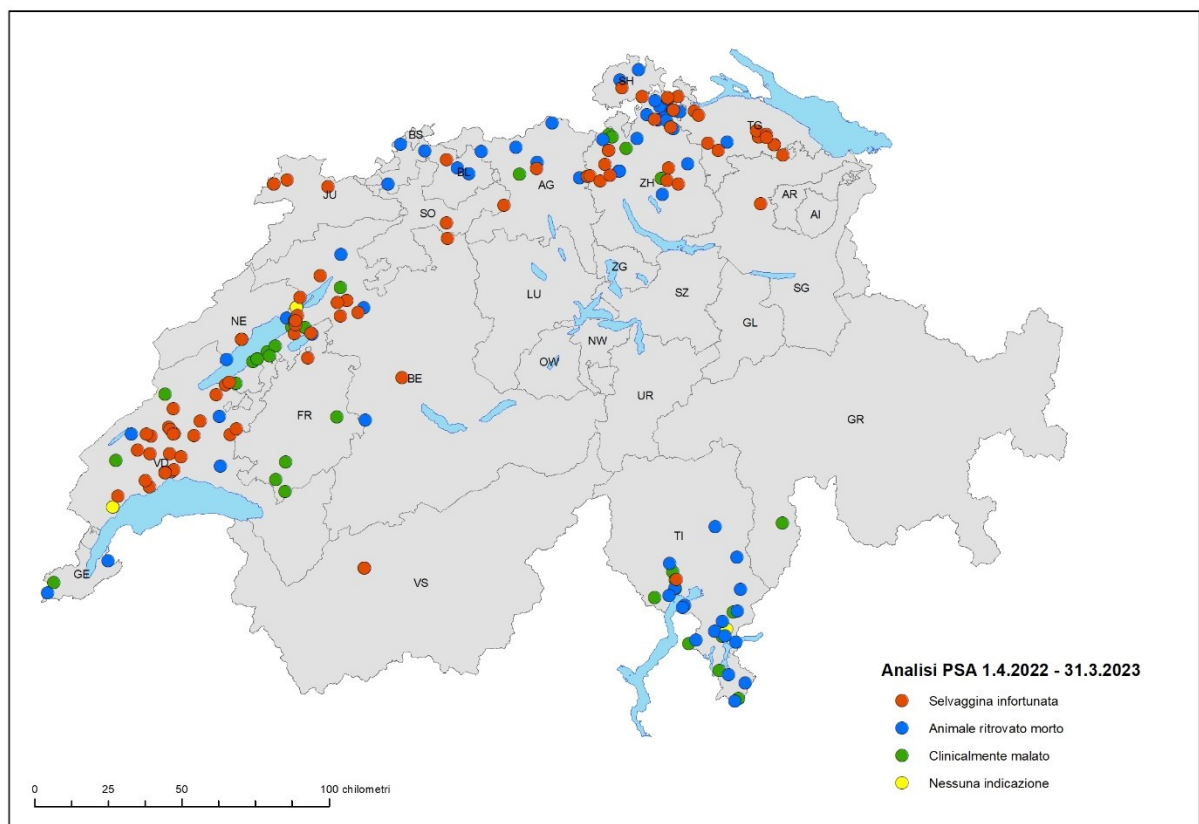 SH
BS
TG
BL
JU
AG
ZH
AR
AI
SO
ZG
LU
SZ
SG
NE
GL
NW
OW
BE
UR
FR
GR
VD
TI
GE
VS
Analisi PSA 1.4.2022 - 31.3.2023
Selvaggina infortunata
Animale ritrovato morto
Clinicalmente malato
Nessuna indicazione
0 25 50 100 chilometri